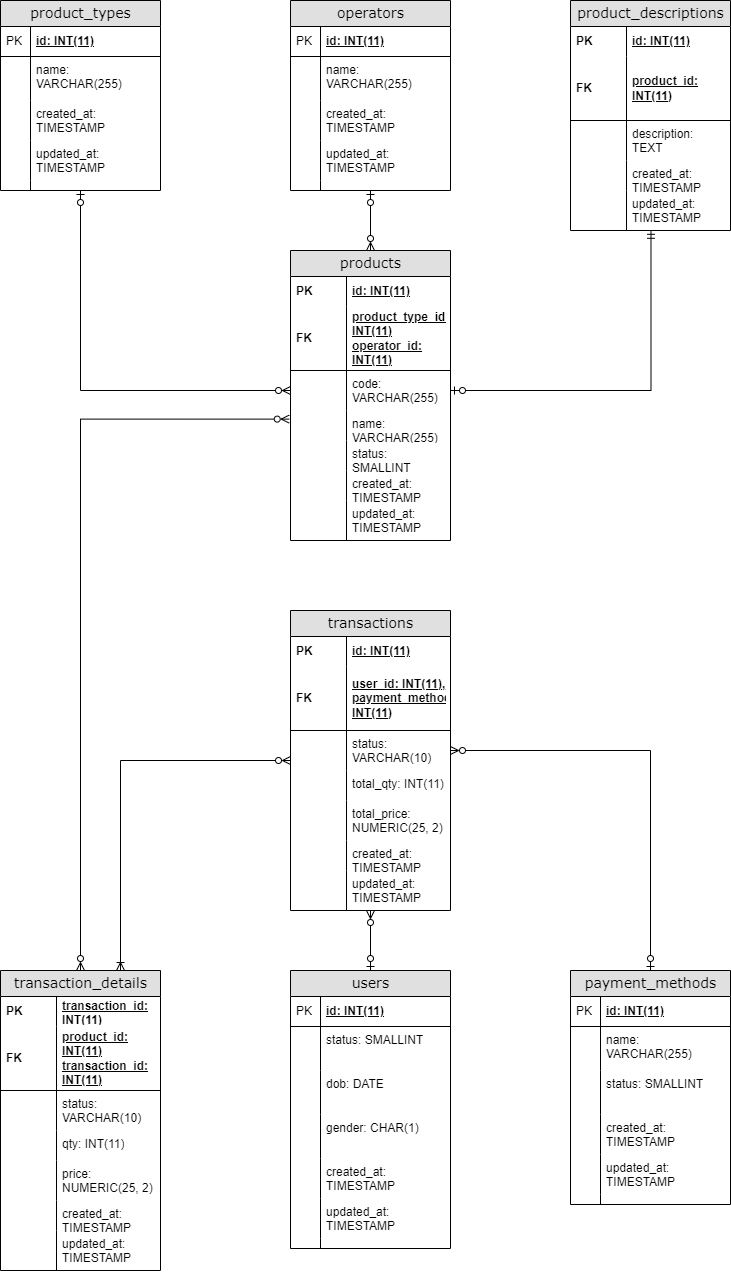 product_types
PK
id: INT(11)
name:
VARCHAR(255)
created_at:
TIMESTAMP
updated_at:
TIMESTAMP
operators
PK
id: INT(11)
name:
VARCHAR(255)
created_at:
TIMESTAMP
updated_at:
TIMESTAMP
product_descriptions
PK
id: INT(11)
FK
product_id:
INT(11)
description:
TEXT
created_at:
TIMESTAMP
updated_at:
TIMESTAMP
products
PK
id: INT(11)
FK
product_type_id
INT(11)
operator_id:
INT(11)
code:
VARCHAR(255)
name:
VARCHAR(255)
status:
SMALLINT
created_at:
TIMESTAMP
updated_at:
TIMESTAMP
transactions
PK
id: INT(11)
FK
user_id: INT(11),
payment_metho
INT(11)
status:
VARCHAR(10)
total_qty: INT(11)
total_price:
NUMERIC(25, 2)
created_at:
TIMESTAMP
updated_at:
TIMESTAMP
transaction_details
PK
transaction_id:
INT(11)
FK
product_id:
INT(11)
transaction_id:
INT(11)
status:
VARCHAR(10)
qty: INT(11)
price:
NUMERIC(25, 2)
created_at:
TIMESTAMP
updated_at:
TIMESTAMP
users
PK
id: INT(11)
status: SMALLINT
dob: DATE
gender: CHAR(1)
created_at:
TIMESTAMP
updated_at:
TIMESTAMP
payment_methods
PK
id: INT(11)
name:
VARCHAR(255)
status: SMALLINT
created_at:
TIMESTAMP
updated_at:
TIMESTAMP